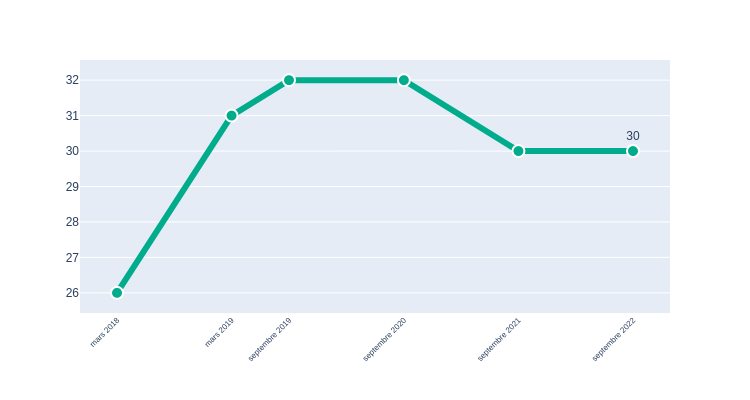 32
31
30
30
29
28
27
26
mars 2018
mars 2019
septembre 2019
septembre 2020
septembre 2021
septembre 2022